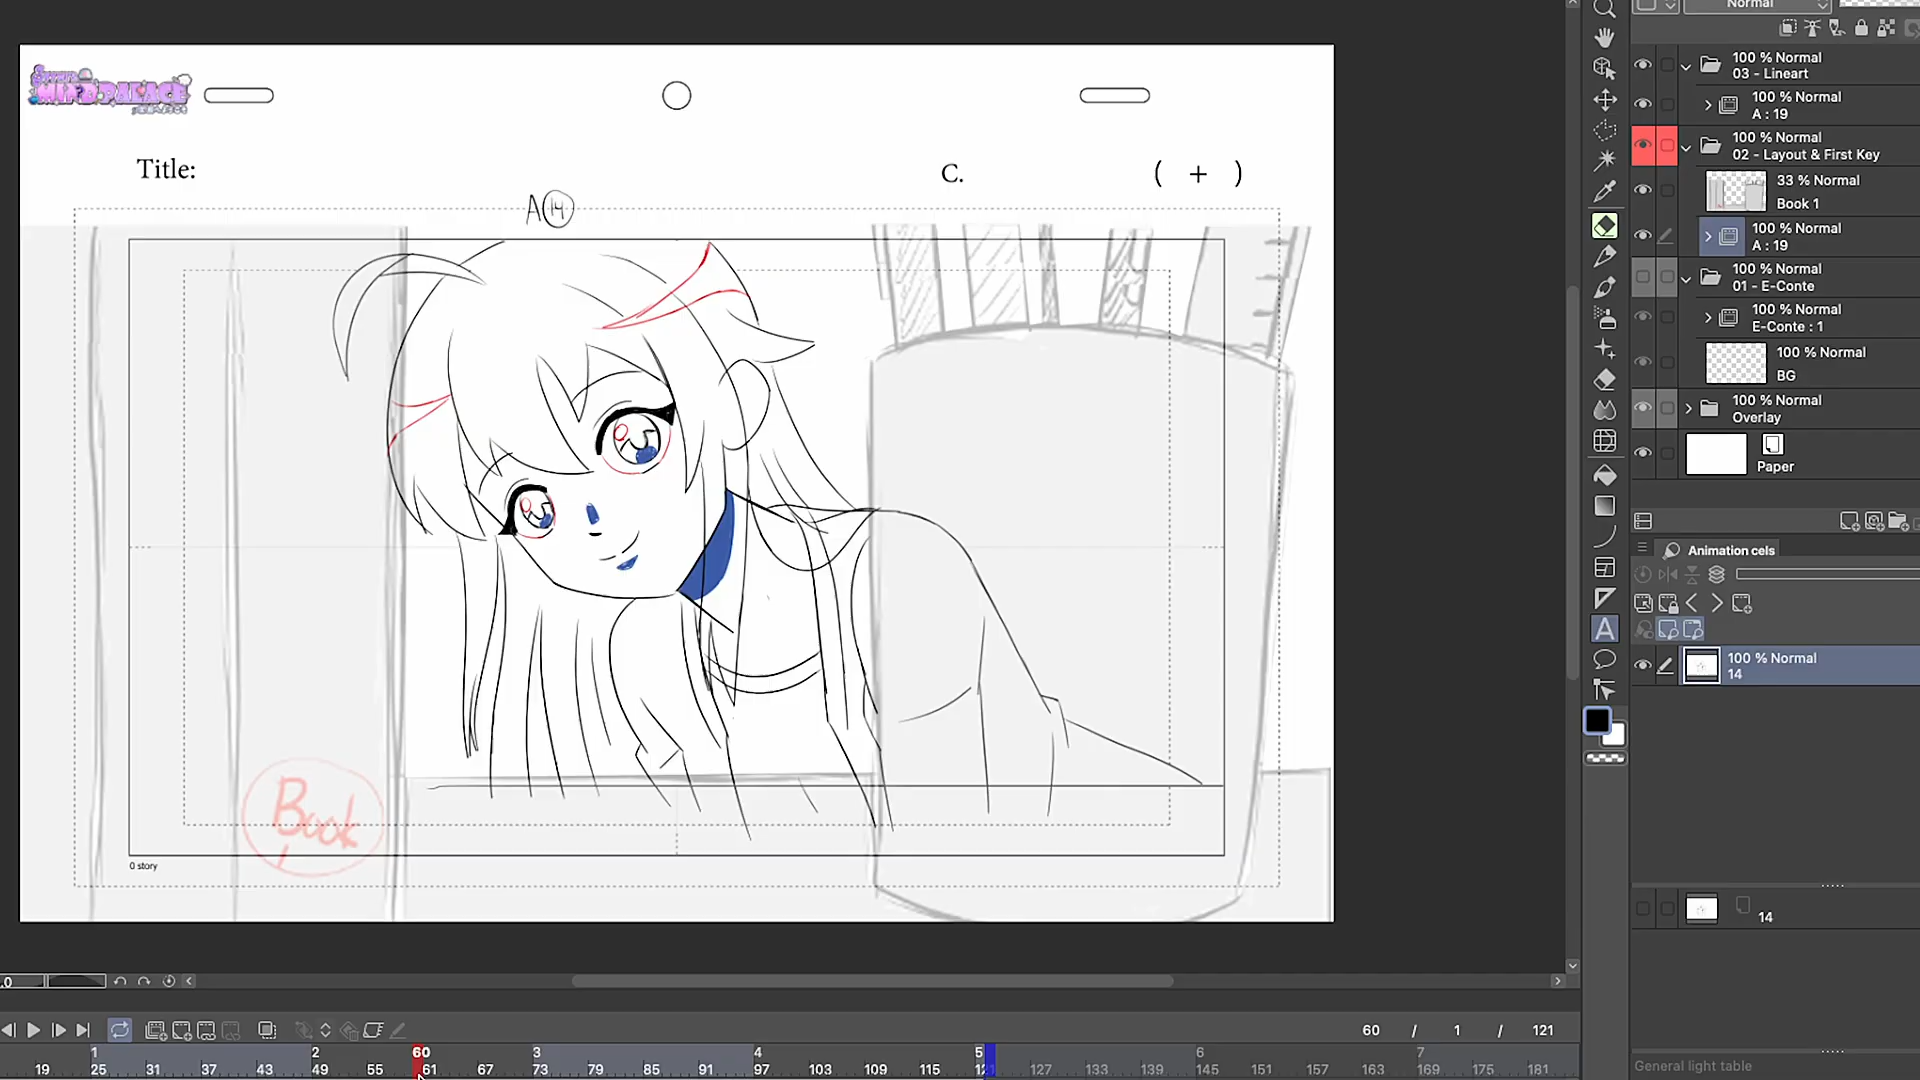 Normal
100 % Normal
03 - Lineart
100 % Normal
A : 19
100 % Normal
02 - Layout & First Key
33 % Normal
Book 1
100 % Normal
A : 19
100 % Normal
01 - E-Conte
100 % Normal
E-Conte : 1
100 % Normal
BG
100 % Normal
Overlay
Paper
MIND PALACE
Title:
C.
( + )
A 14
Book
0 story
Animation cels
100 % Normal
14
14
General light table
.0
60 / 1 / 121
1 2 60 3 4 5 6 7
19 25 31 37 43 49 55 61 67 73 79 85 91 97 103 109 115 127 133 139 145 151 157 163 169 175 181